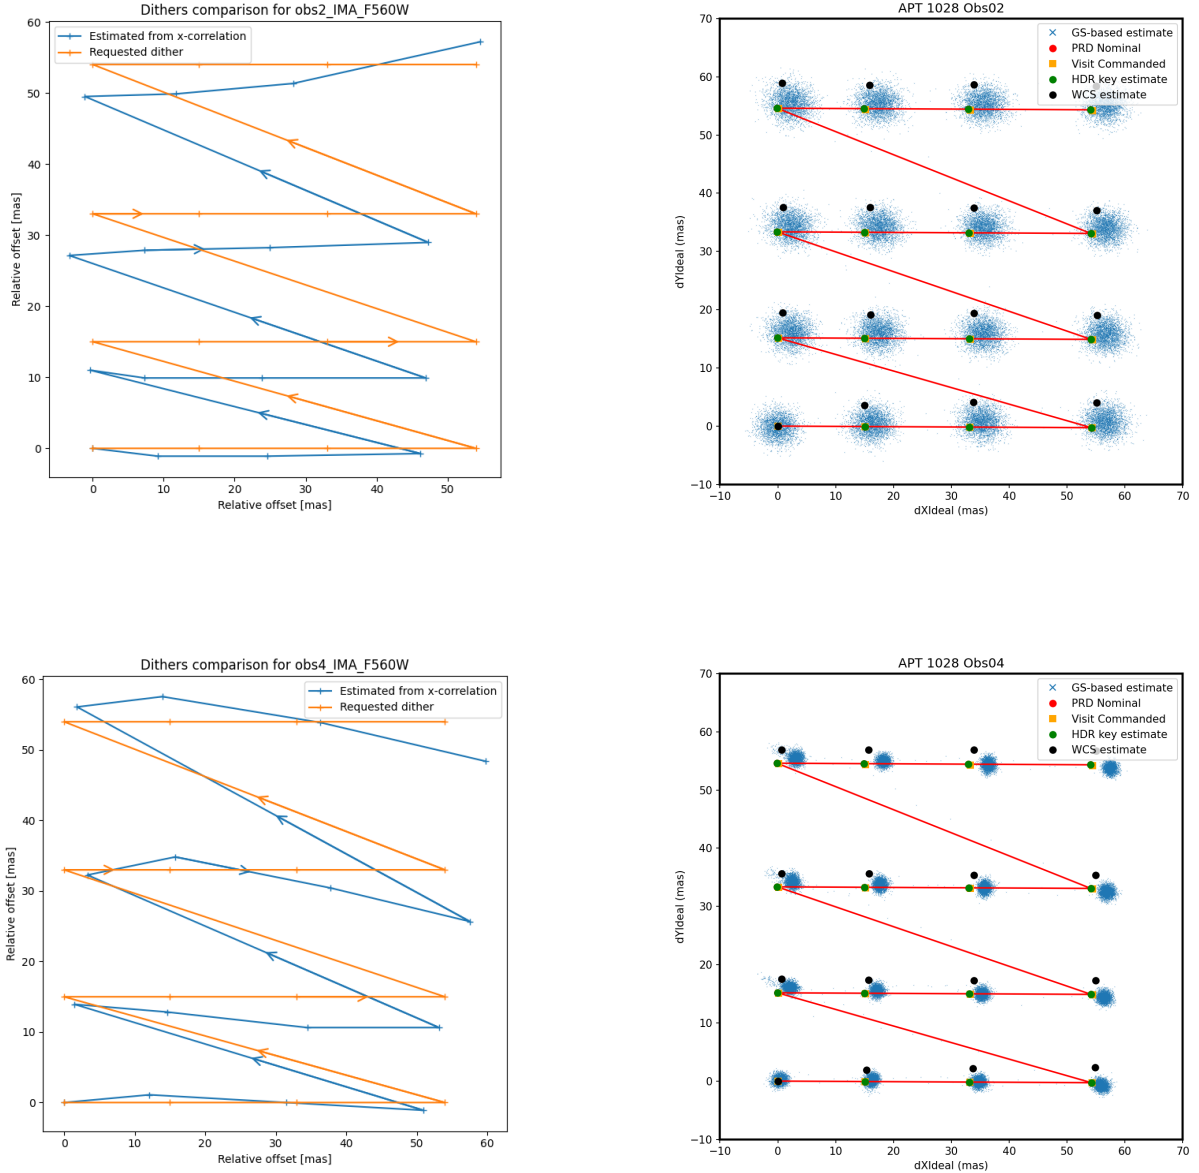 Dithers comparison for obs2_IMA_F560W
Estimated from x-correlation
Requested dither
Relative offset [mas]
60
50
40
30
20
10
0
0 10 20 30 40 50
Relative offset [mas]
APT 1028 Obs02
GS-based estimate
PRD Nominal
Visit Commanded
HDR key estimate
WCS estimate
dYIdeal (mas)
70
60
50
40
30
20
10
0
−10
−10 0 10 20 30 40 50 60 70
dXIdeal (mas)
Dithers comparison for obs4_IMA_F560W
Estimated from x-correlation
Requested dither
Relative offset [mas]
60
50
40
30
20
10
0
0 10 20 30 40 50 60
Relative offset [mas]
APT 1028 Obs04
GS-based estimate
PRD Nominal
Visit Commanded
HDR key estimate
WCS estimate
dYIdeal (mas)
70
60
50
40
30
20
10
0
−10
−10 0 10 20 30 40 50 60 70
dXIdeal (mas)